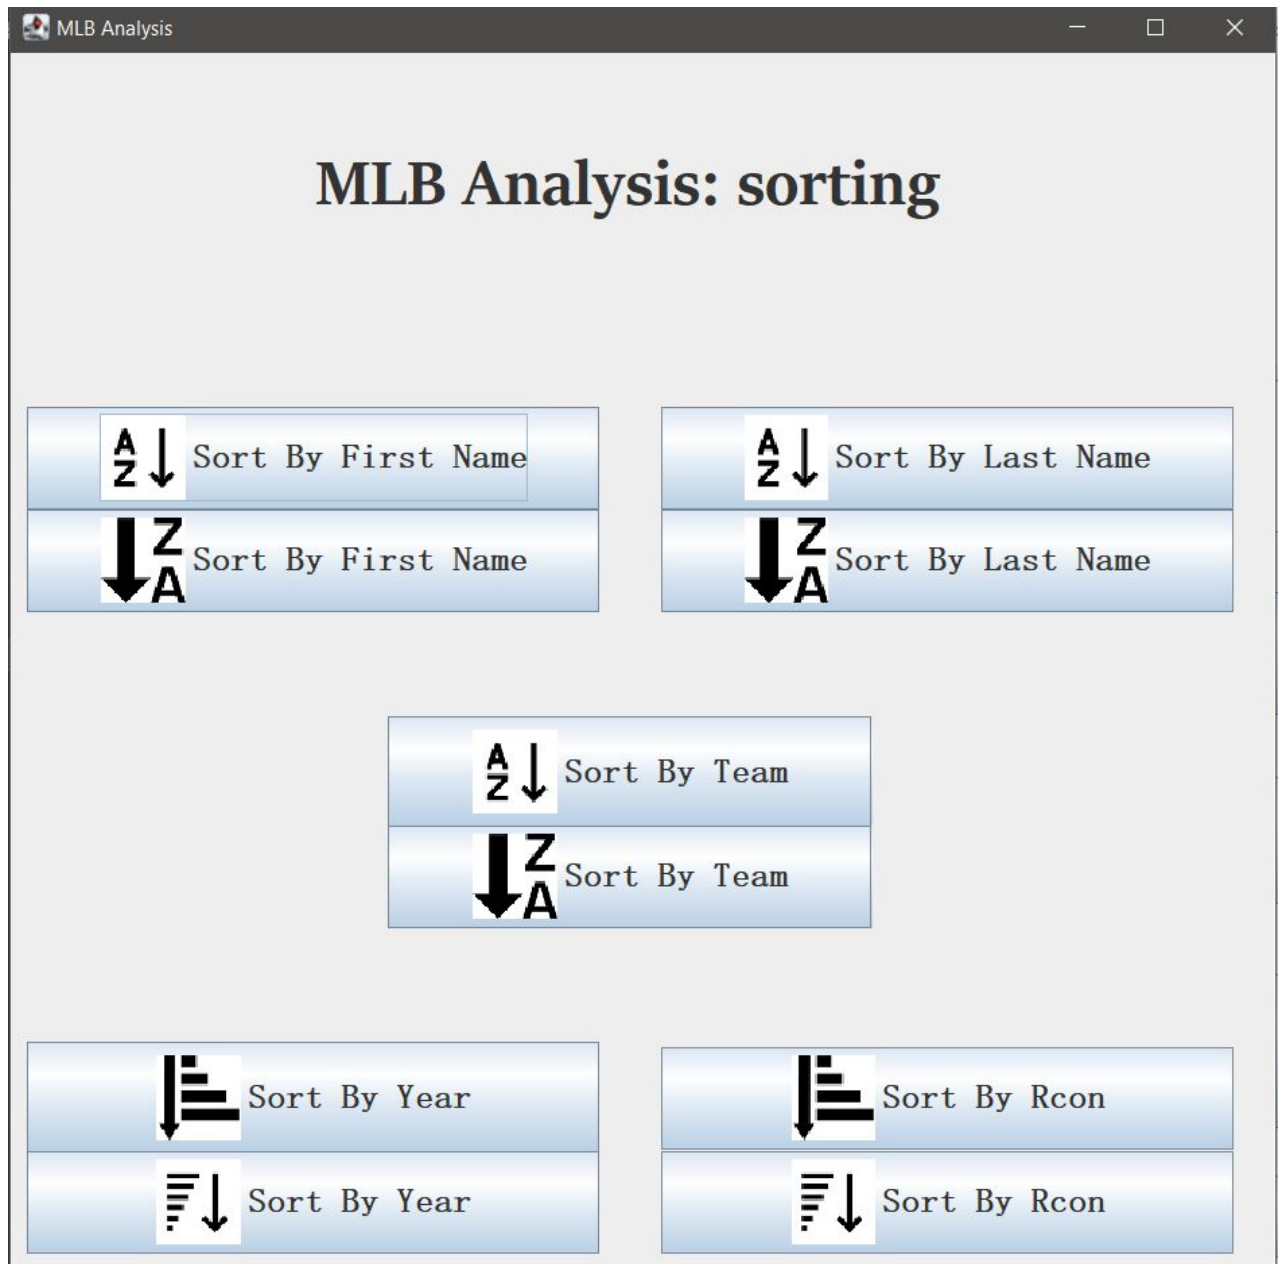 MLB Analysis
MLB Analysis: sorting
A Z Sort By First Name
Z A Sort By First Name
A Z Sort By Last Name
Z A Sort By Last Name
A Z Sort By Team
Z A Sort By Team
Sort By Year
Sort By Year
Sort By Rcon
Sort By Rcon